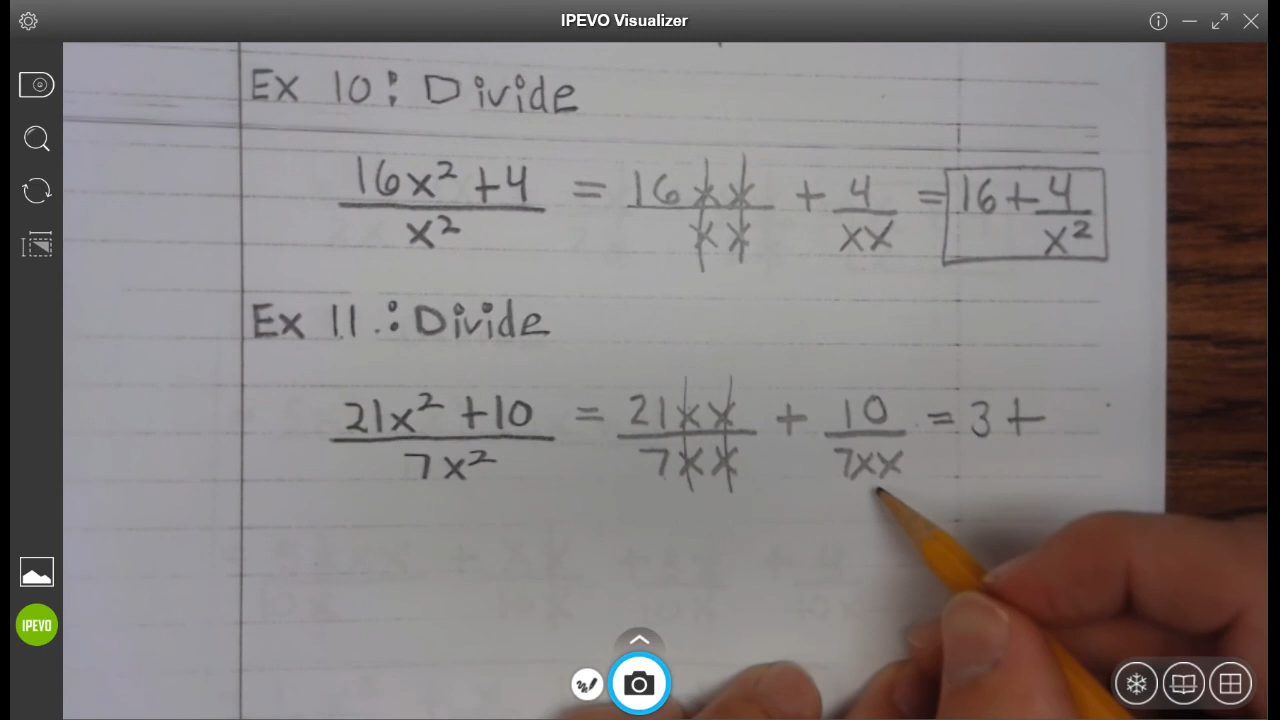 IPEVO Visualizer
Ex 10: Divide
16x² + 4 / x² = 16xx / xx + 4 / xx = 16 + 4 / x²
Ex 11: Divide
21x² + 10 / 7x² = 21xx / 7xx + 10 / 7xx = 3 +
IPEVO